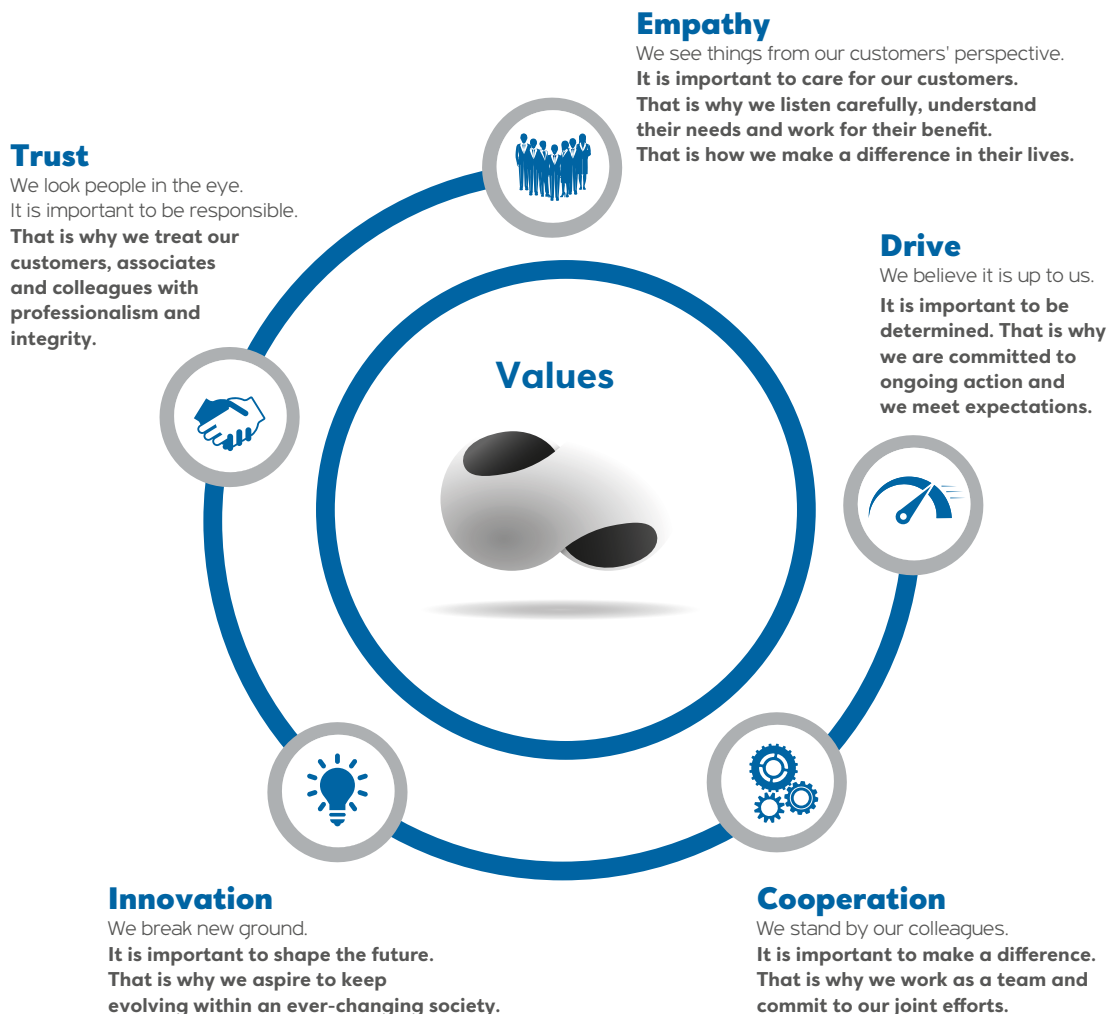 Empathy
We see things from our customers' perspective.
It is important to care for our customers.
That is why we listen carefully, understand
their needs and work for their benefit.
That is how we make a difference in their lives.
Trust
We look people in the eye.
It is important to be responsible.
That is why we treat our
customers, associates
and colleagues with
professionalism and
integrity.
Drive
We believe it is up to us.
It is important to be
determined. That is why
we are committed to
ongoing action and
we meet expectations.
Values
Innovation
We break new ground.
It is important to shape the future.
That is why we aspire to keep
evolving within an ever-changing society.
Cooperation
We stand by our colleagues.
It is important to make a difference.
That is why we work as a team and
commit to our joint efforts.